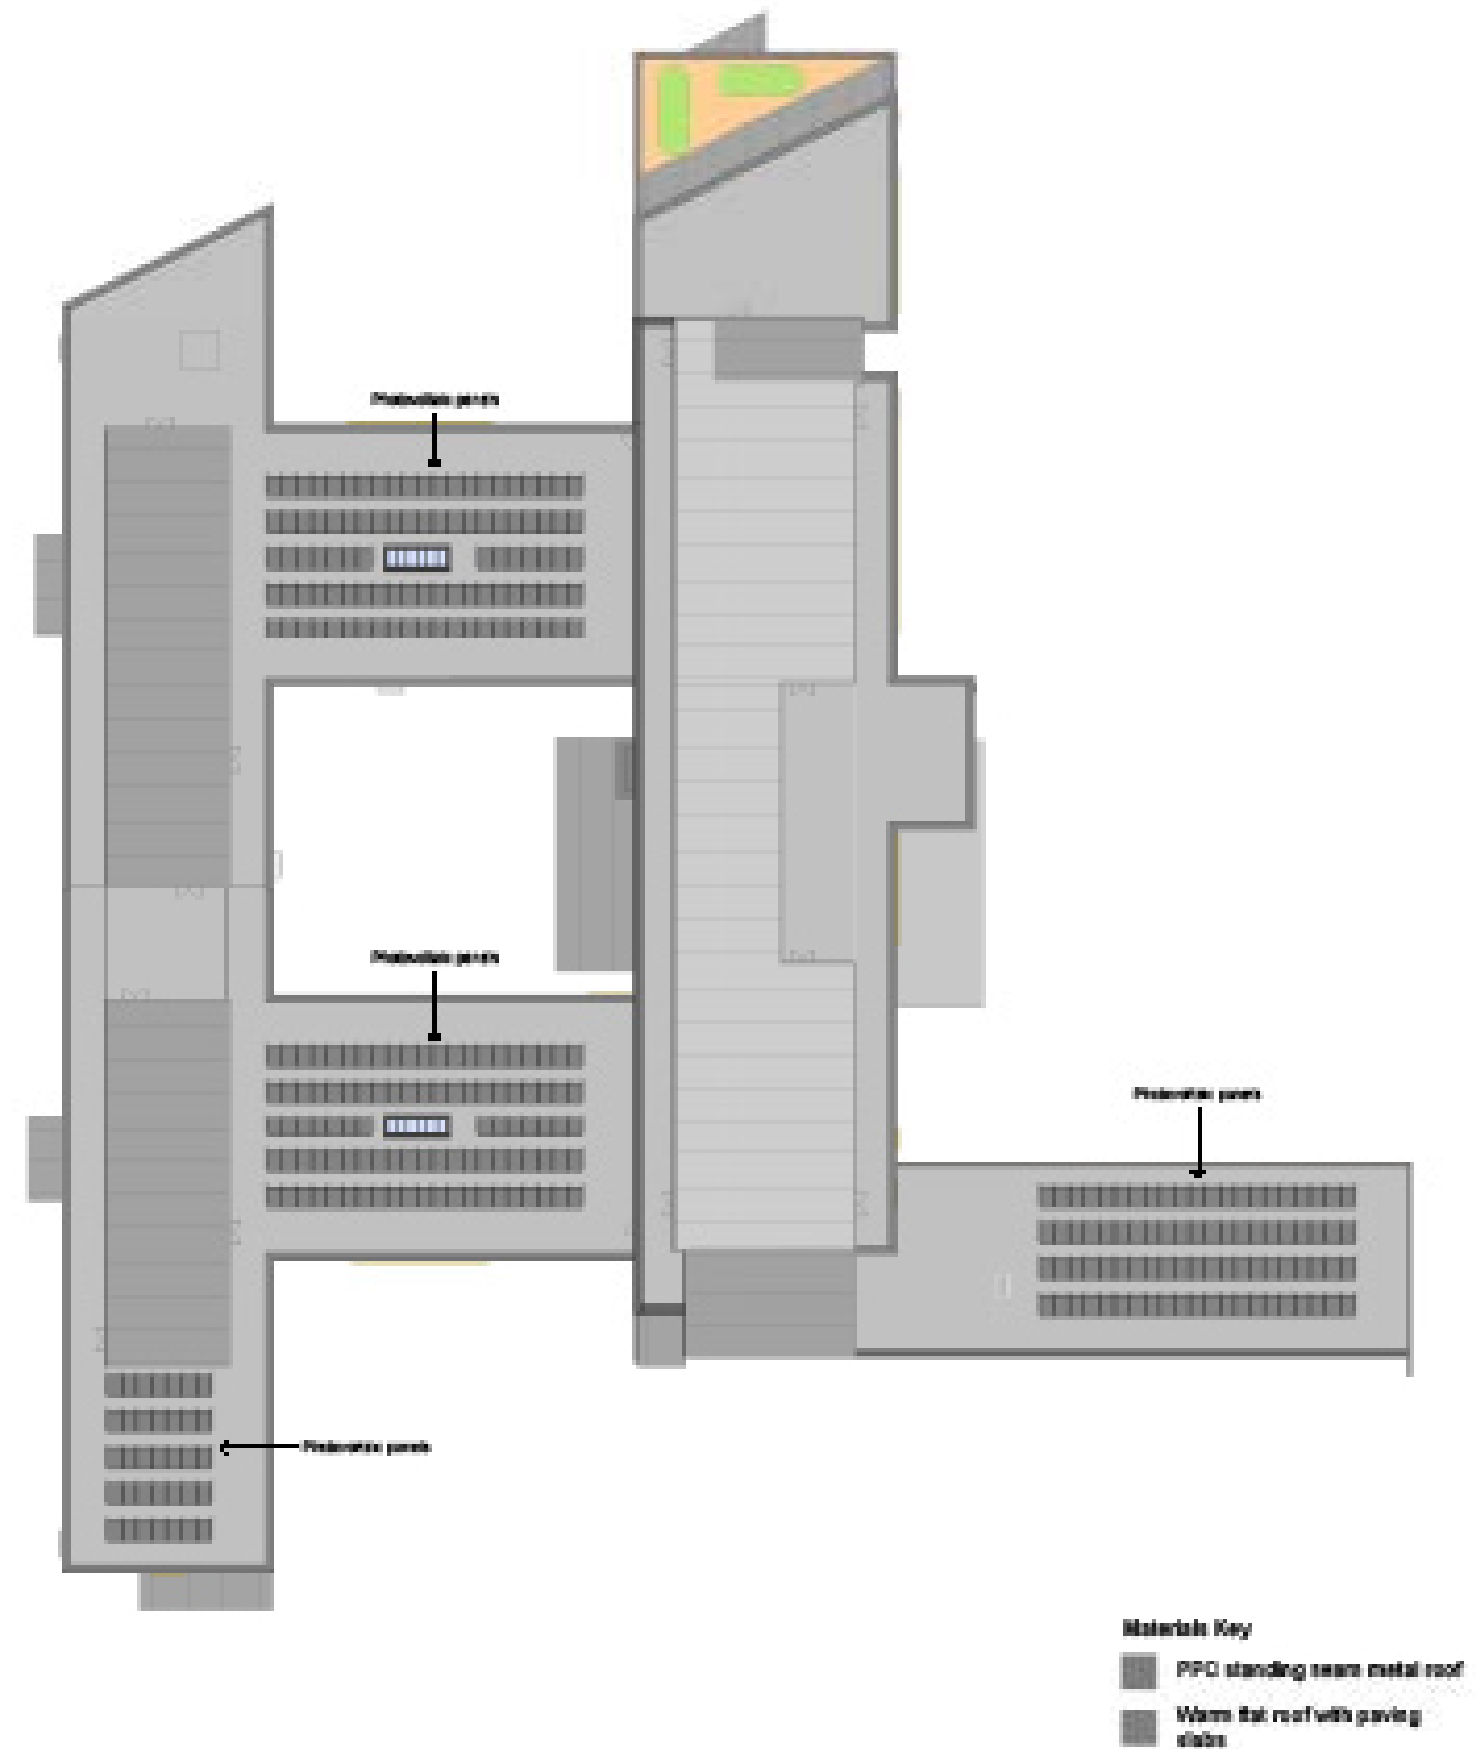 Photovoltaic panels
Photovoltaic panels
Photovoltaic panels
Photovoltaic panels
Materials Key
PPC standing seam metal roof
Warm flat roof with paving
slabs